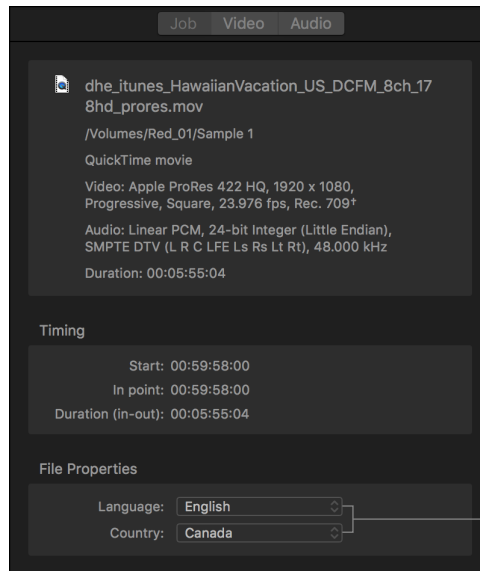 Job Video Audio
dhe_itunes_HawaiianVacation_US_DCFM_8ch_17
8hd_prores.mov
/Volumes/Red_01/Sample 1
QuickTime movie
Video: Apple ProRes 422 HQ, 1920 x 1080,
Progressive, Square, 23.976 fps, Rec. 709†
Audio: Linear PCM, 24-bit Integer (Little Endian),
SMPTE DTV (L R C LFE Ls Rs Lt Rt), 48.000 kHz
Duration: 00:05:55:04
Timing
Start: 00:59:58:00
In point: 00:59:58:00
Duration (in-out): 00:05:55:04
File Properties
Language: English
Country: Canada